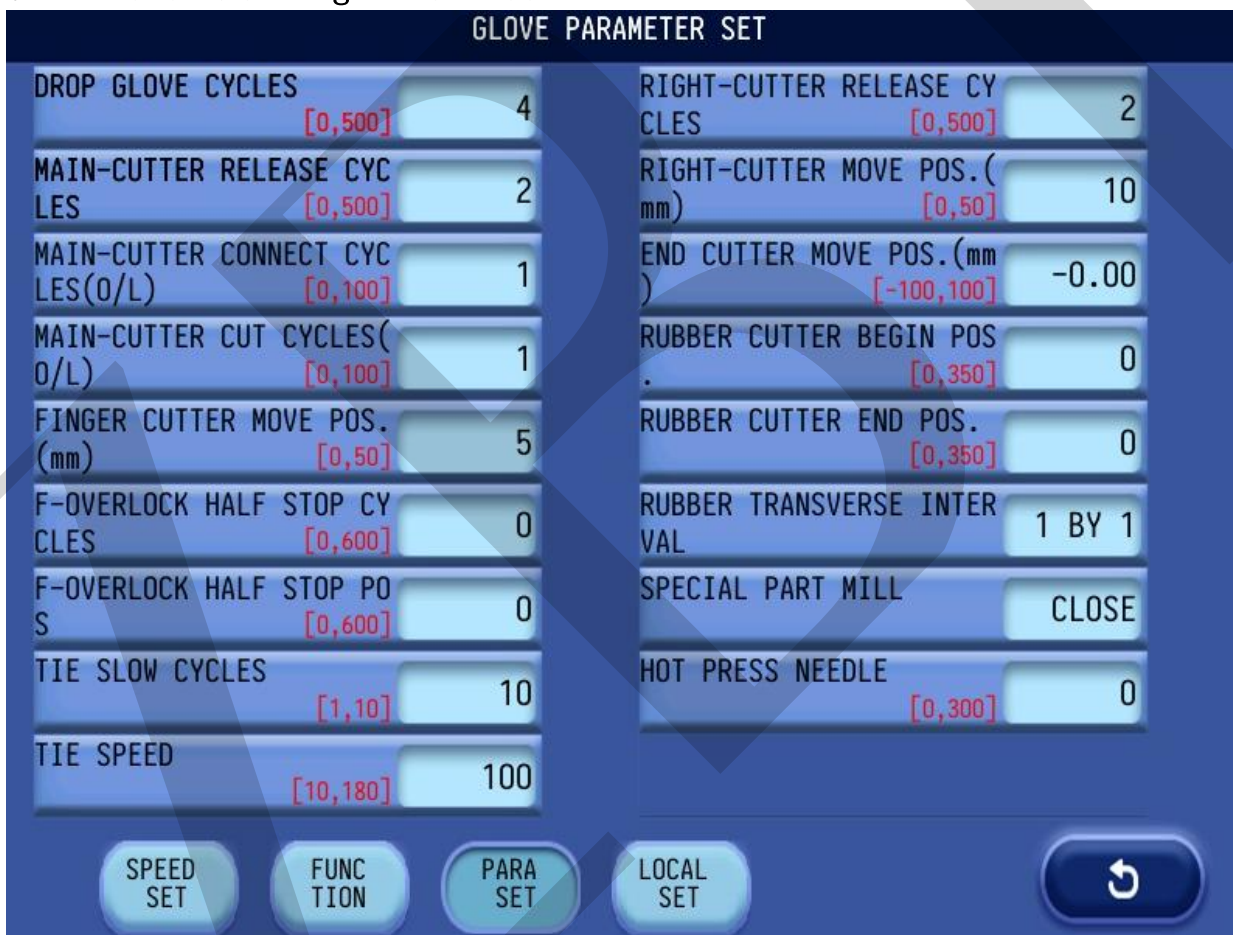 GLOVE PARAMETER SET
DROP GLOVE CYCLES
[0,500]
4
MAIN-CUTTER RELEASE CYC
LES [0,500]
2
MAIN-CUTTER CONNECT CYC
LES(O/L) [0,100]
1
MAIN-CUTTER CUT CYCLES(
O/L) [0,100]
1
FINGER CUTTER MOVE POS.
(mm) [0,50]
5
F-OVERLOCK HALF STOP CY
CLES [0,600]
0
F-OVERLOCK HALF STOP PO
S [0,600]
0
TIE SLOW CYCLES
[1,10]
10
TIE SPEED
[10,180]
100
RIGHT-CUTTER RELEASE CY
CLES [0,500]
2
RIGHT-CUTTER MOVE POS.(
mm) [0,50]
10
END CUTTER MOVE POS.(mm
) [-100,100]
-0.00
RUBBER CUTTER BEGIN POS
. [0,350]
0
RUBBER CUTTER END POS.
[0,350]
0
RUBBER TRANSVERSE INTER
VAL
1 BY 1
SPECIAL PART MILL
CLOSE
HOT PRESS NEEDLE
[0,300]
0
SPEED
SET
FUNC
TION
PARA
SET
LOCAL
SET